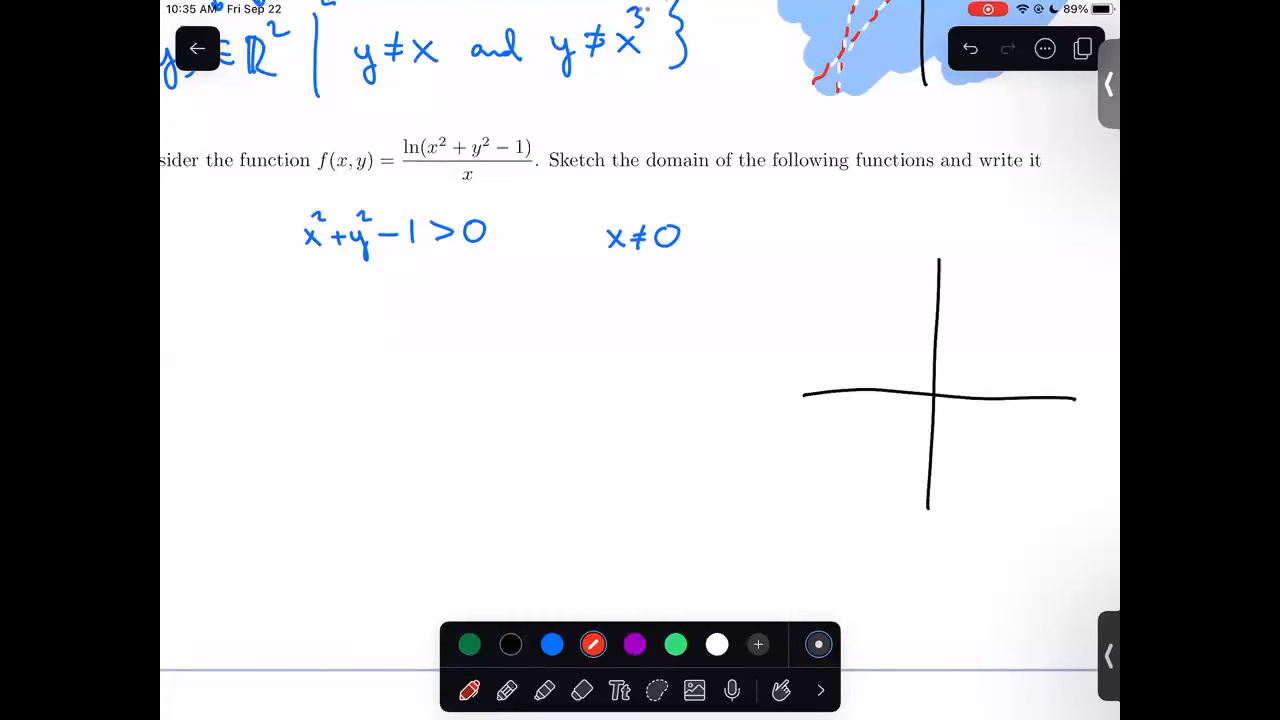 10:35 AM Fri Sep 22
89%
∈ ℝ² | y ≠ x and y ≠ x³ }
sider the function f(x, y) = ln(x² + y² − 1) / x . Sketch the domain of the following functions and write it
x² + y² − 1 > 0 x ≠ 0
Tt